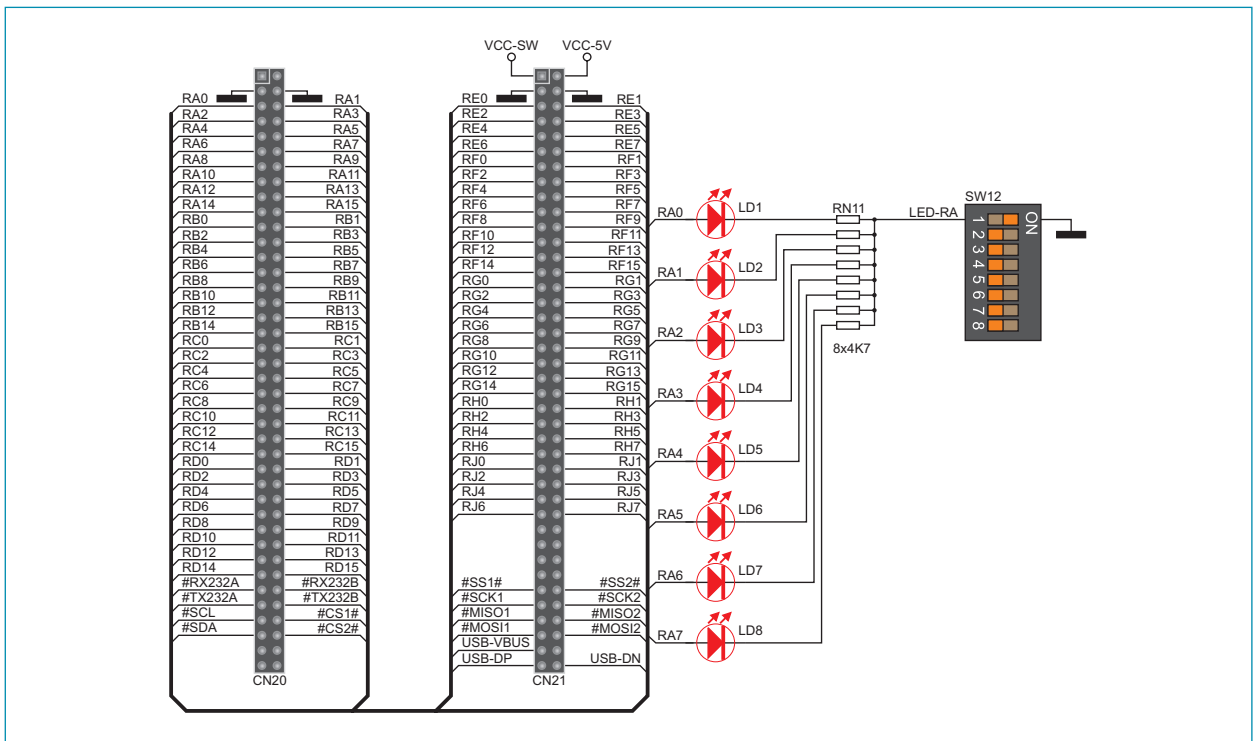 VCC-SW VCC-5V
RA0 RA1 RE0 RE1
RA2 RA3 RE2 RE3
RA4 RA5 RE4 RE5
RA6 RA7 RE6 RE7
RA8 RA9 RF0 RF1
RA10 RA11 RF2 RF3
RA12 RA13 RF4 RF5
RA14 RA15 RF6 RF7
RB0 RB1 RF8 RF9
RB2 RB3 RF10 RF11
RB4 RB5 RF12 RF13
RB6 RB7 RF14 RF15
RB8 RB9 RG0 RG1
RB10 RB11 RG2 RG3
RB12 RB13 RG4 RG5
RB14 RB15 RG6 RG7
RC0 RC1 RG8 RG9
RC2 RC3 RG10 RG11
RC4 RC5 RG12 RG13
RC6 RC7 RG14 RG15
RC8 RC9 RH0 RH1
RC10 RC11 RH2 RH3
RC12 RC13 RH4 RH5
RC14 RC15 RH6 RH7
RD0 RD1 RJ0 RJ1
RD2 RD3 RJ2 RJ3
RD4 RD5 RJ4 RJ5
RD6 RD7 RJ6 RJ7
RD8 RD9
RD10 RD11
RD12 RD13
RD14 RD15
#RX232A #RX232B #SS1# #SS2#
#TX232A #TX232B #SCK1 #SCK2
#SCL #CS1# #MISO1 #MISO2
#SDA #CS2# #MOSI1 #MOSI2
USB-VBUS
USB-DP USB-DN
CN20 CN21
RA0 LD1
RA1 LD2
RA2 LD3
RA3 LD4
RA4 LD5
RA5 LD6
RA6 LD7
RA7 LD8
RN11
8x4K7
LED-RA
SW12
ON
1
2
3
4
5
6
7
8